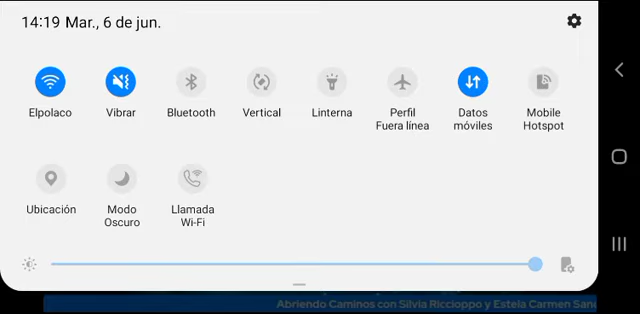 14:19 Mar., 6 de jun.
Elpolaco
Vibrar
Bluetooth
Vertical
Linterna
Perfil
Fuera línea
Datos
móviles
Mobile
Hotspot
Ubicación
Modo
Oscuro
Llamada
Wi-Fi
Abriendo Caminos con Silvia Riccioppo y Estela Carmen